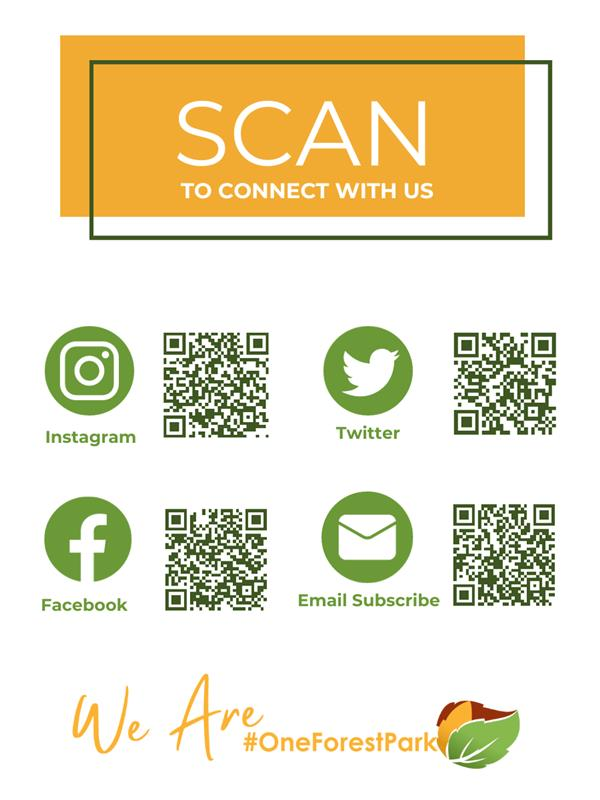 SCAN
TO CONNECT WITH US
Instagram
Twitter
Facebook
Email Subscribe
We Are
#OneForestPark